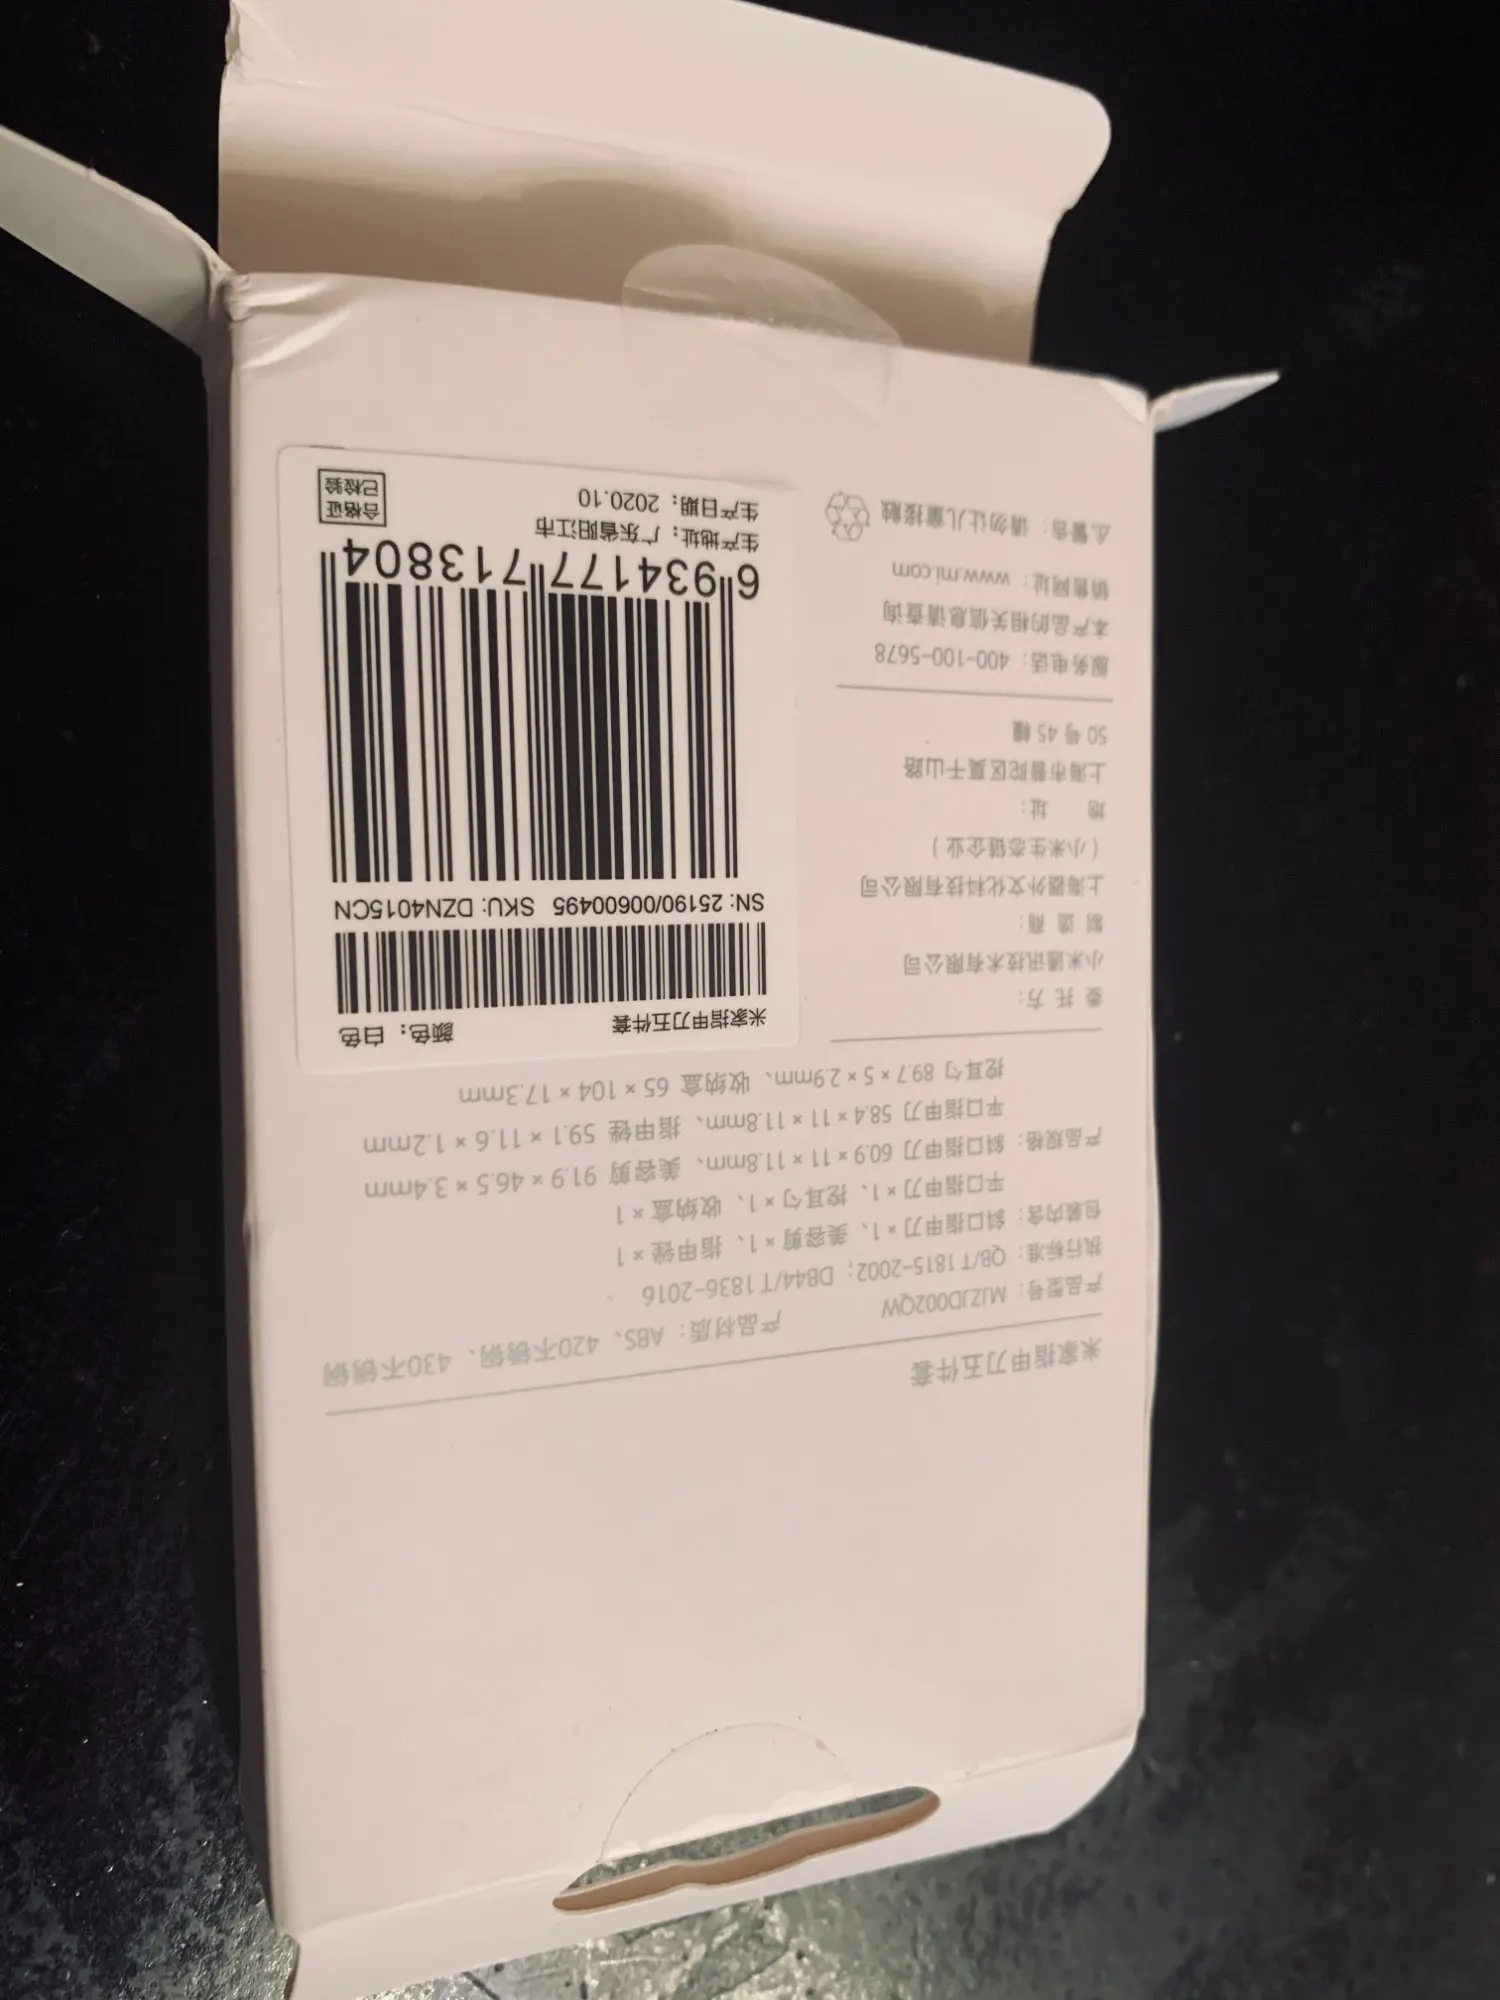 米家指甲刀五件套
产品型号：MJZJD002QW 产品材质：ABS、420不锈钢、430不锈钢
执行标准：QB/T 1815-2002；DB44/T 1836-2016
包装内含：斜口指甲刀×1、美容剪×1、指甲锉×1
平口指甲刀×1、挖耳勺×1、收纳盒×1
产品规格：斜口指甲刀 60.9×11×11.8mm、美容剪 91.9×46.5×3.4mm
平口指甲刀 58.4×11×11.8mm、指甲锉 59.1×11.6×1.2mm
挖耳勺 89.7×5×2.9mm、收纳盒 65×104×17.3mm
委托方：
小米通讯技术有限公司
制造商：
上海器外文化科技有限公司
（小米生态链企业）
地 址：
上海市普陀区莫干山路
50 号 45 幢
服务电话：400-100-5678
本产品的相关信息请查询
销售网址：www.mi.com
⚠警告：请勿让儿童接触
米家指甲刀五件套 颜色：白色
SN: 25190/00600495 SKU: DZN4015CN
6 934177 713804
生产地址：广东省阳江市
生产日期：2020.10
合格证
已检验